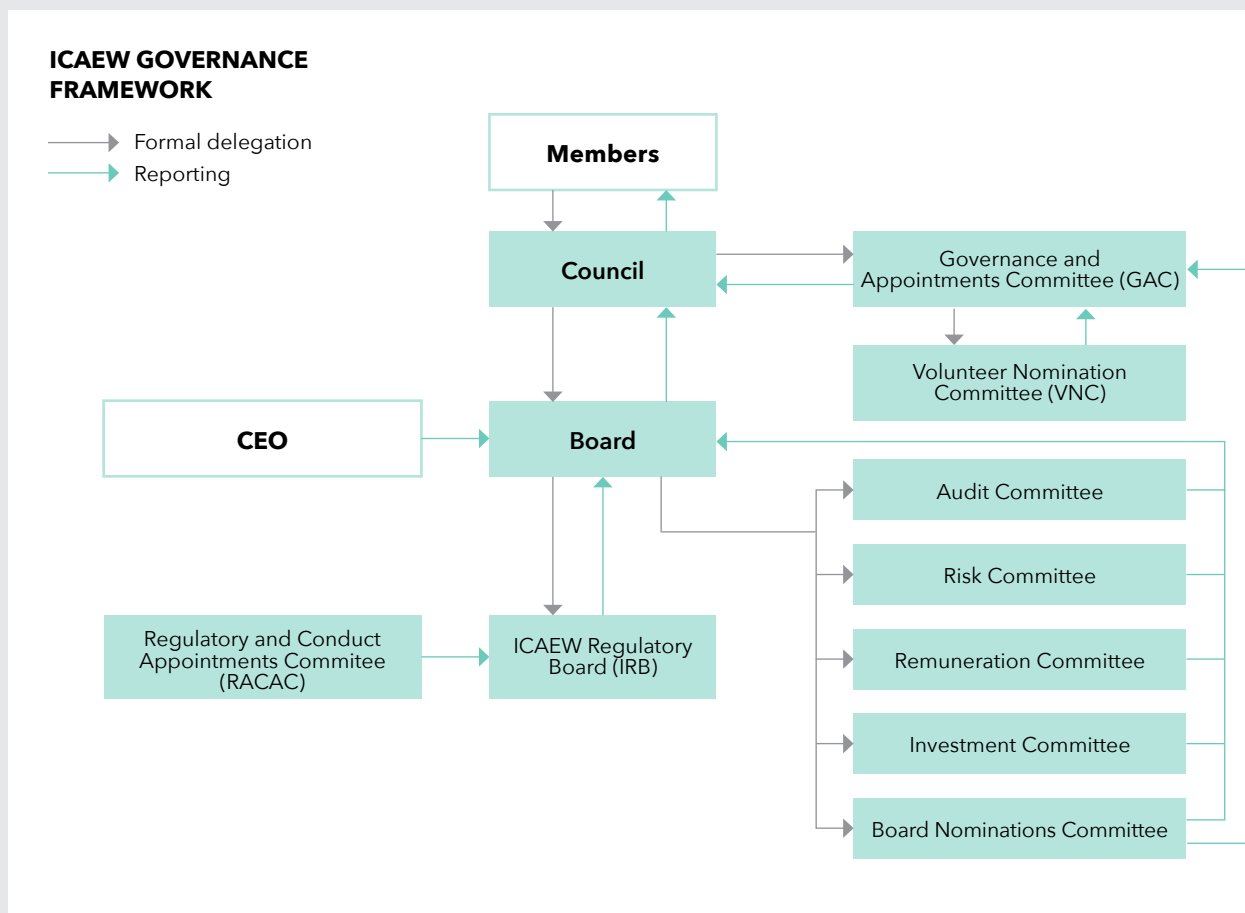 ICAEW GOVERNANCE
FRAMEWORK
Formal delegation
Reporting
Members
Council
Governance and
Appointments Committee (GAC)
Volunteer Nomination
Committee (VNC)
CEO
Board
Audit Committee
Risk Committee
Regulatory and Conduct
Appointments Commitee
(RACAC)
ICAEW Regulatory
Board (IRB)
Remuneration Committee
Investment Committee
Board Nominations Committee